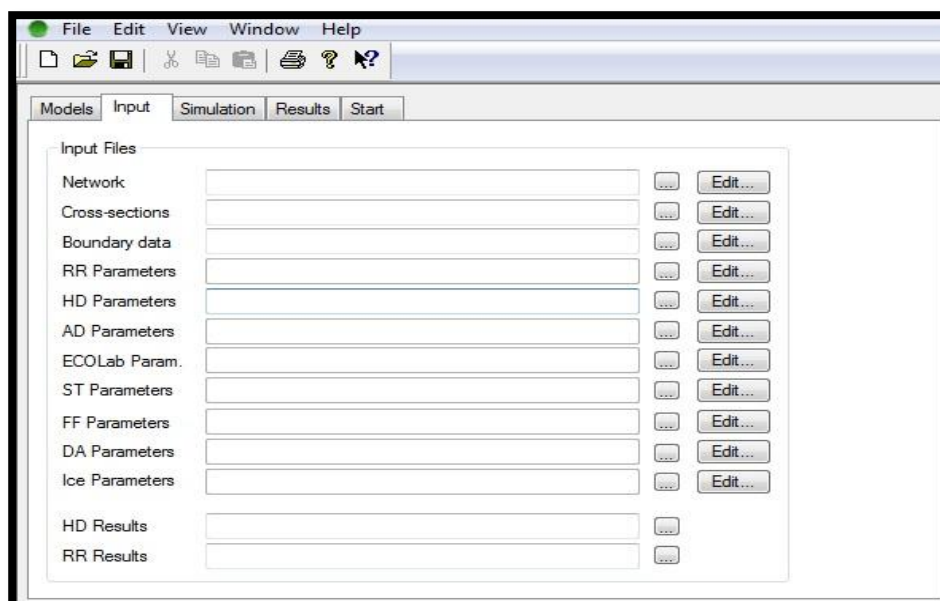 File Edit View Window Help
Models Input Simulation Results Start
Input Files
Network ... Edit...
Cross-sections ... Edit...
Boundary data ... Edit...
RR Parameters ... Edit...
HD Parameters ... Edit...
AD Parameters ... Edit...
ECOLab Param. ... Edit...
ST Parameters ... Edit...
FF Parameters ... Edit...
DA Parameters ... Edit...
Ice Parameters ... Edit...
HD Results ...
RR Results ...